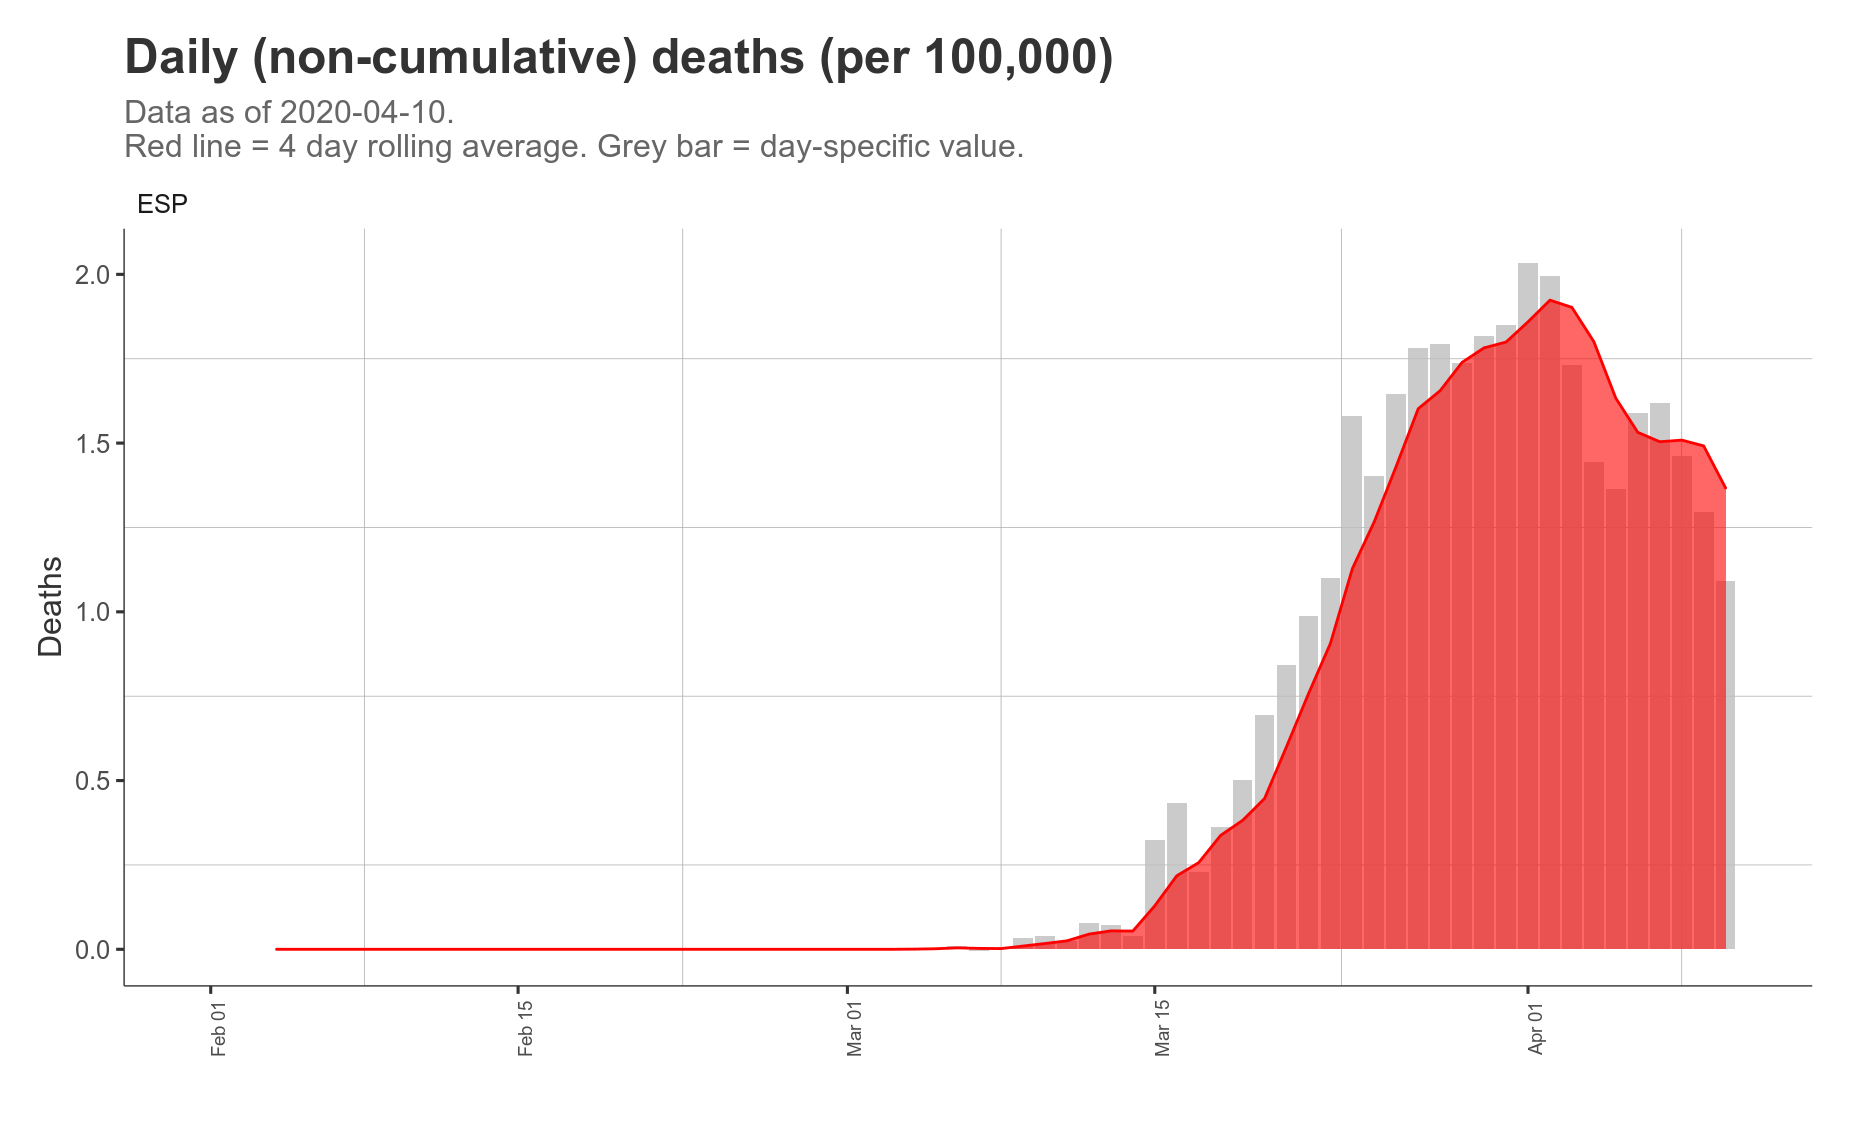 Daily (non-cumulative) deaths (per 100,000)
Data as of 2020-04-10.
Red line = 4 day rolling average. Grey bar = day-specific value.
ESP
Deaths
2.0
1.5
1.0
0.5
0.0
Feb 01
Feb 15
Mar 01
Mar 15
Apr 01